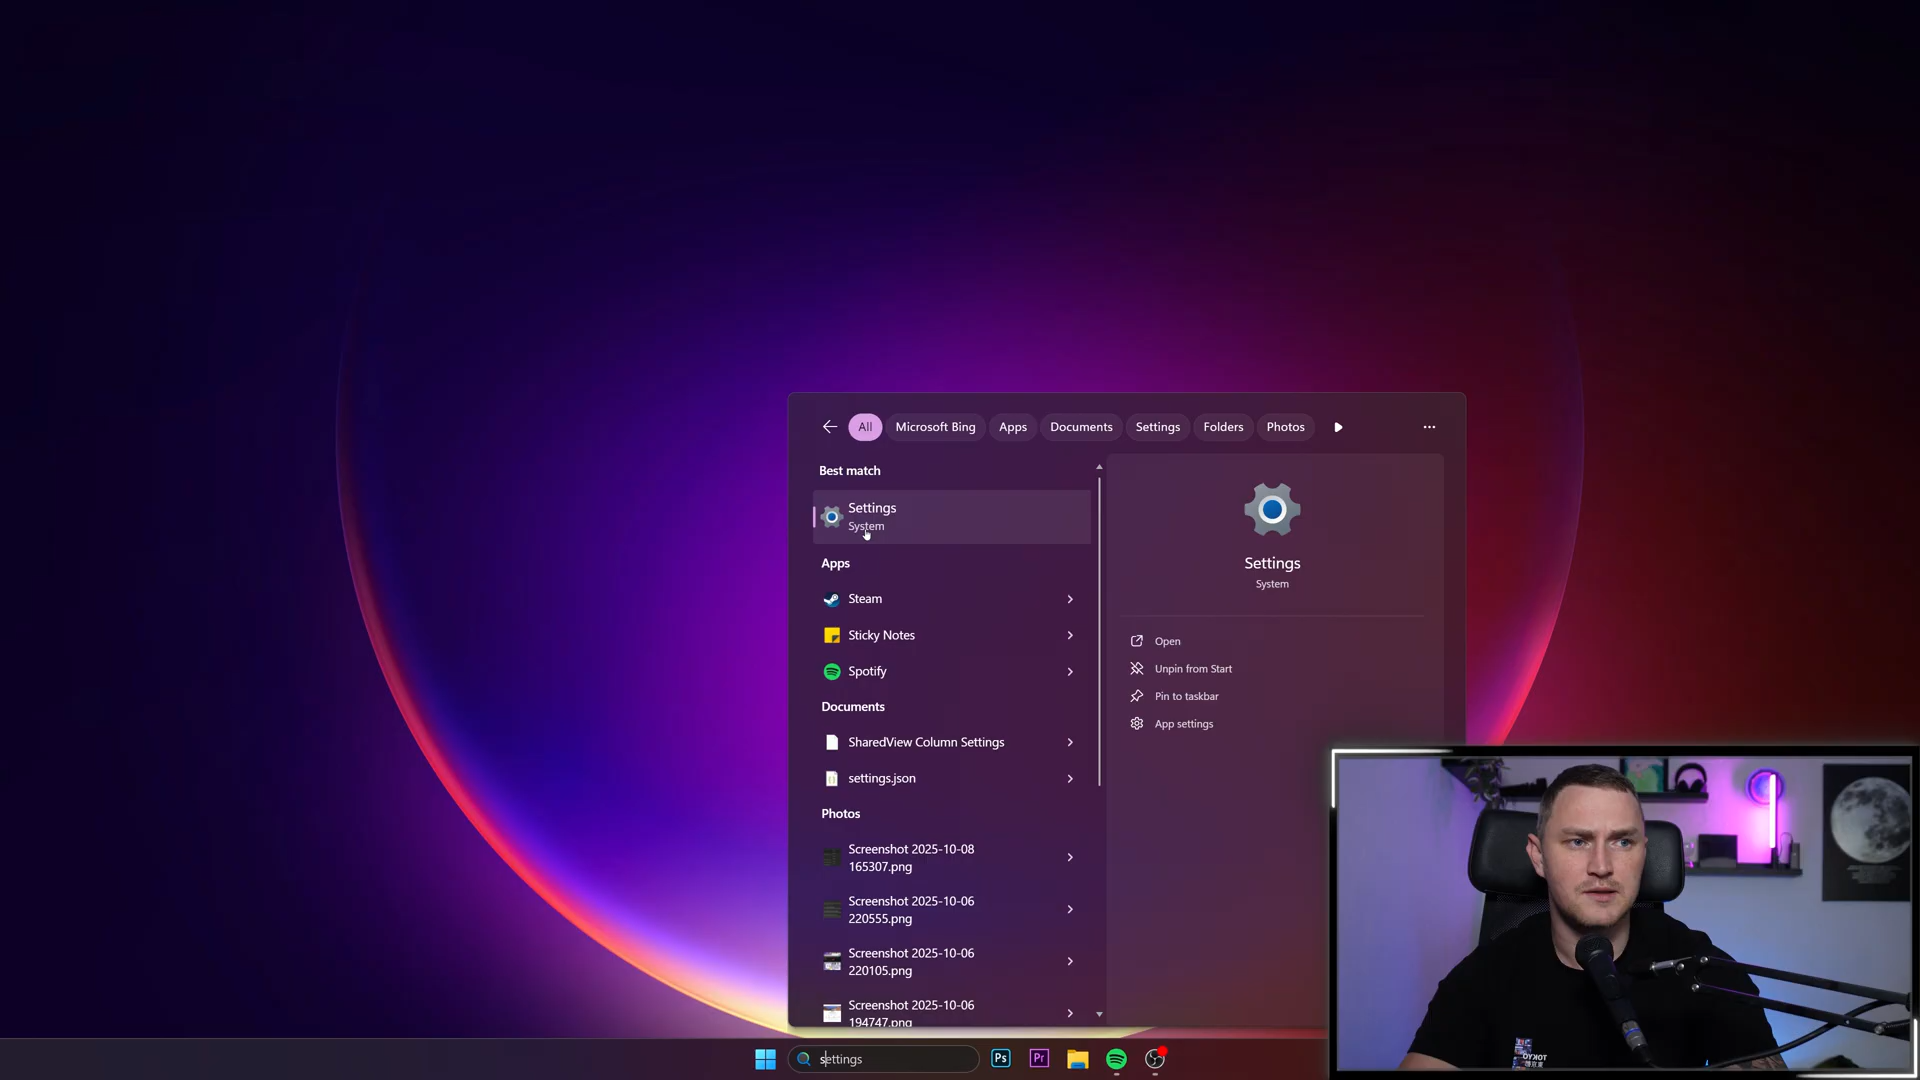 All
Microsoft Bing
Apps
Documents
Settings
Folders
Photos
Best match
Settings
System
Apps
Steam
Sticky Notes
Spotify
Documents
SharedView Column Settings
settings.json
Photos
Screenshot 2025-10-08
165307.png
Screenshot 2025-10-06
220555.png
Screenshot 2025-10-06
220105.png
Screenshot 2025-10-06
194747.png
Settings
System
Open
Unpin from Start
Pin to taskbar
App settings
settings
Ps
Pr